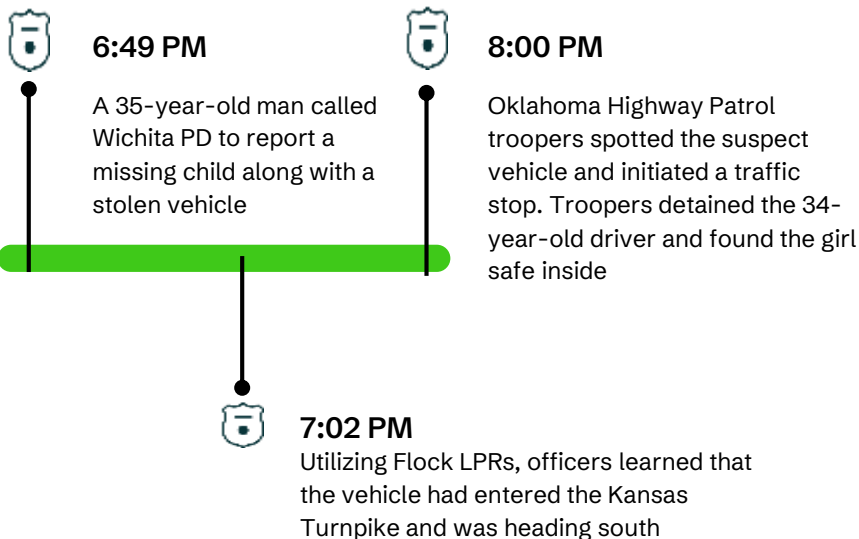 6:49 PM
A 35-year-old man called
Wichita PD to report a
missing child along with a
stolen vehicle
8:00 PM
Oklahoma Highway Patrol
troopers spotted the suspect
vehicle and initiated a traffic
stop. Troopers detained the 34-
year-old driver and found the girl
safe inside
7:02 PM
Utilizing Flock LPRs, officers learned that
the vehicle had entered the Kansas
Turnpike and was heading south